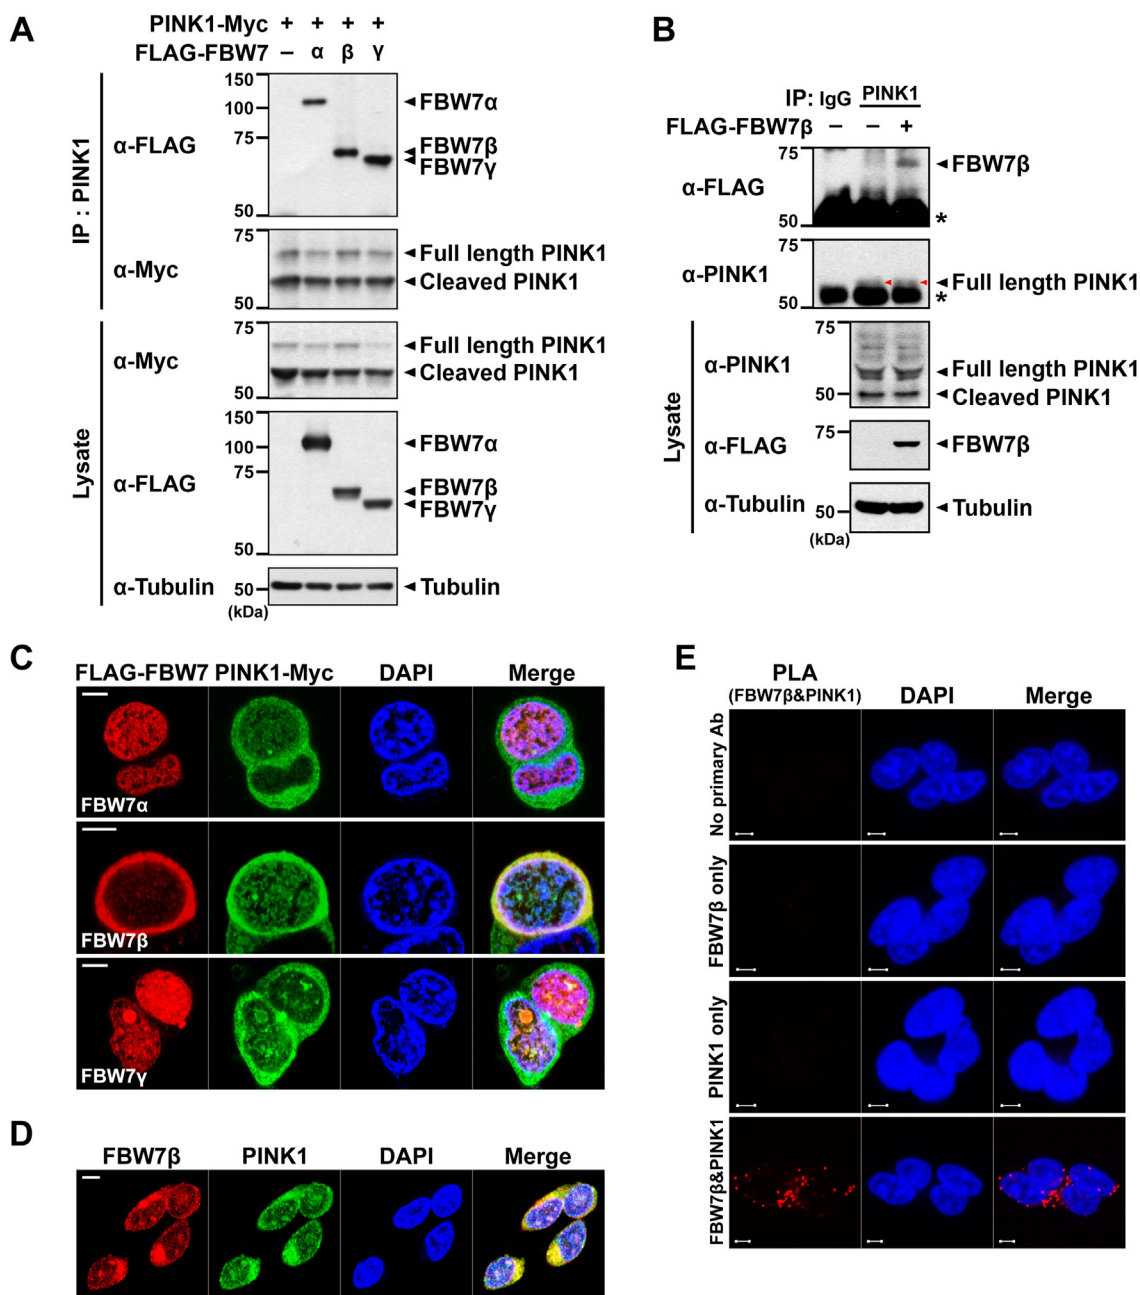 A
PINK1-Myc + + + +
FLAG-FBW7 – α β γ
IP : PINK1
α-FLAG
150
100
75
50
FBW7α
FBW7β
FBW7γ
α-Myc
75
50
Full length PINK1
Cleaved PINK1
Lysate
α-Myc
75
50
Full length PINK1
Cleaved PINK1
α-FLAG
150
100
75
50
FBW7α
FBW7β
FBW7γ
α-Tubulin
50
(kDa)
Tubulin
B
IP: IgG PINK1
FLAG-FBW7β – – +
α-FLAG
75
50
FBW7β
*
α-PINK1
75
50
Full length PINK1
*
Lysate
α-PINK1
75
50
Full length PINK1
Cleaved PINK1
α-FLAG
75
FBW7β
α-Tubulin
50
(kDa)
Tubulin
C
FLAG-FBW7 PINK1-Myc DAPI Merge
FBW7α
FBW7β
FBW7γ
D
FBW7β PINK1 DAPI Merge
E
PLA
(FBW7β&PINK1)
DAPI Merge
No primary Ab
FBW7β only
PINK1 only
FBW7β&PINK1